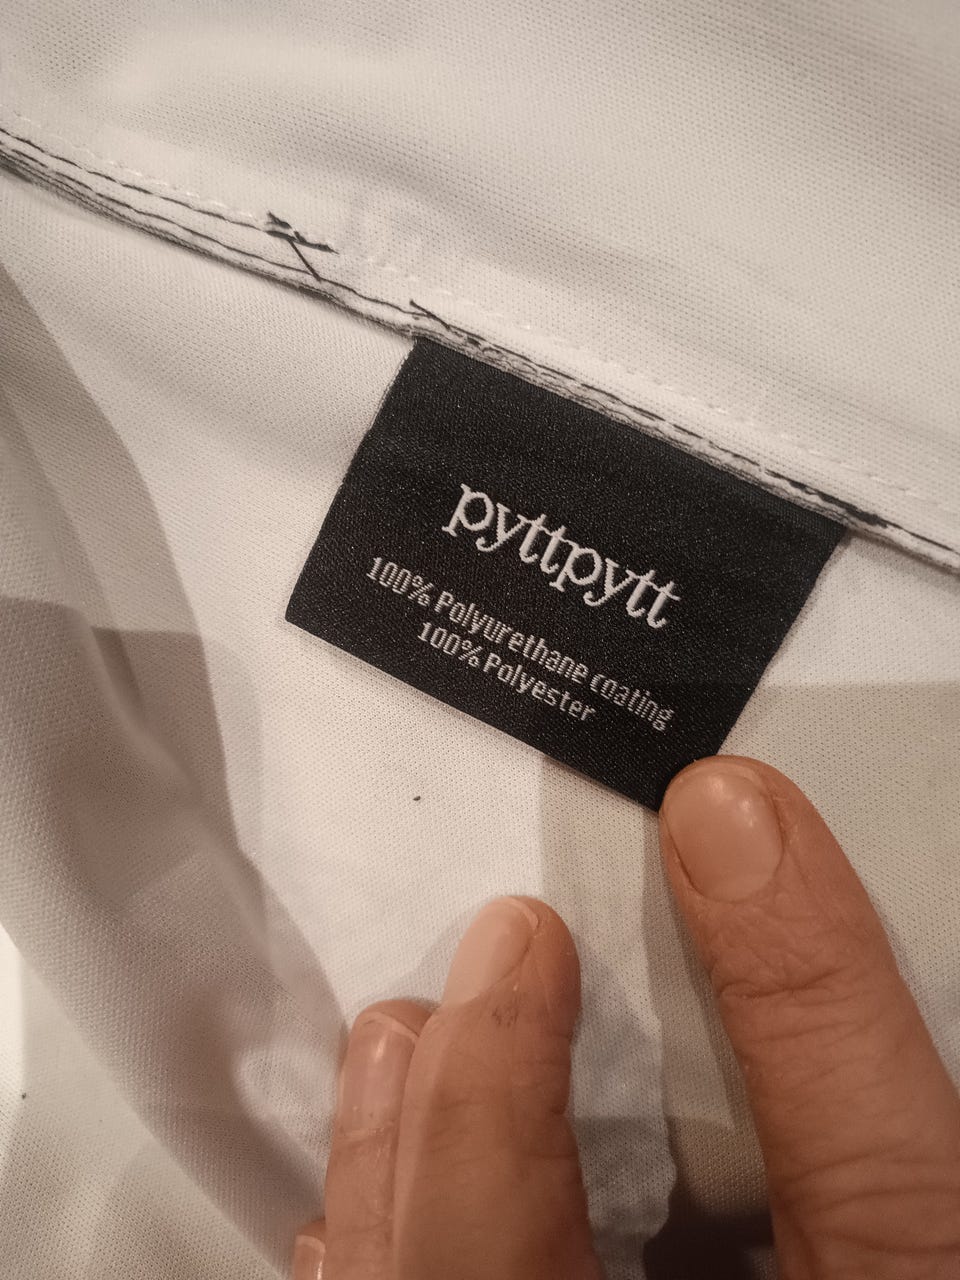 pyttpytt
100% Polyurethane coating
100% Polyester